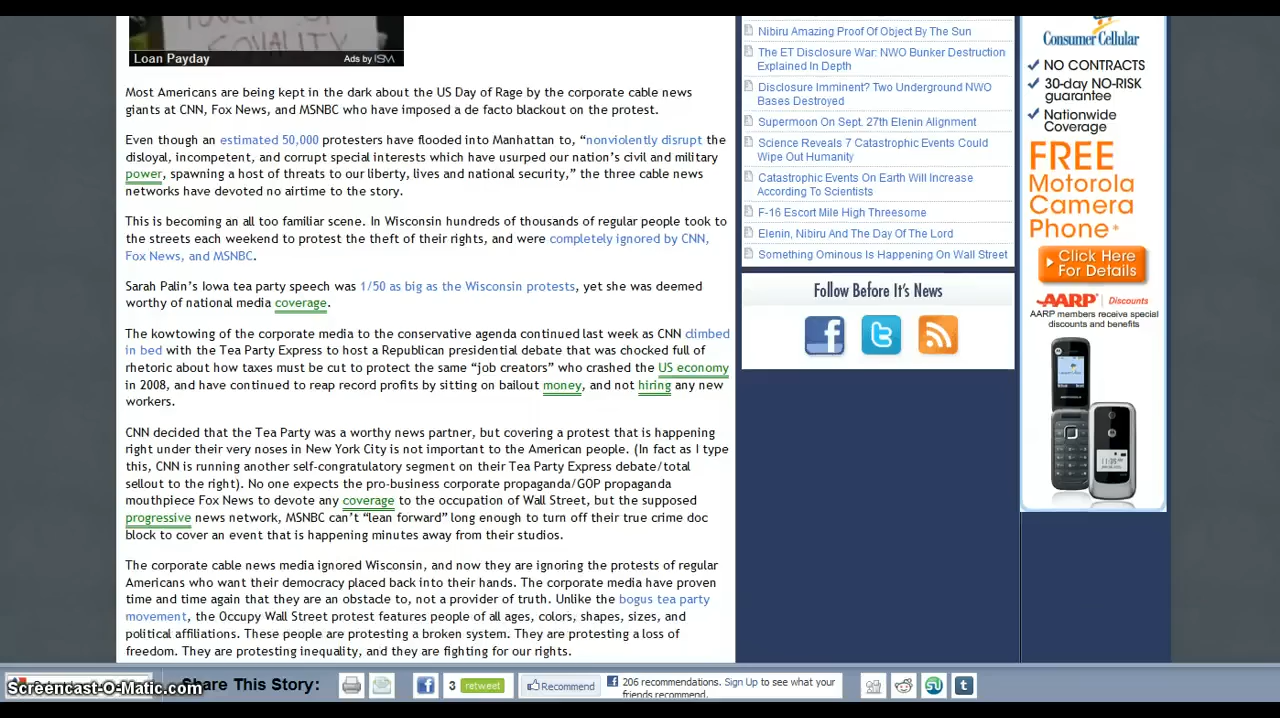 EQUALITY
Loan Payday
Ads by ISM
Most Americans are being kept in the dark about the US Day of Rage by the corporate cable news
giants at CNN, Fox News, and MSNBC who have imposed a de facto blackout on the protest.
Even though an estimated 50,000 protesters have flooded into Manhattan to, “nonviolently disrupt the
disloyal, incompetent, and corrupt special interests which have usurped our nation’s civil and military
power, spawning a host of threats to our liberty, lives and national security,” the three cable news
networks have devoted no airtime to the story.
This is becoming an all too familiar scene. In Wisconsin hundreds of thousands of regular people took to
the streets each weekend to protest the theft of their rights, and were completely ignored by CNN,
Fox News, and MSNBC.
Sarah Palin’s Iowa tea party speech was 1/50 as big as the Wisconsin protests, yet she was deemed
worthy of national media coverage.
The kowtowing of the corporate media to the conservative agenda continued last week as CNN climbed
in bed with the Tea Party Express to host a Republican presidential debate that was chocked full of
rhetoric about how taxes must be cut to protect the same “job creators” who crashed the US economy
in 2008, and have continued to reap record profits by sitting on bailout money, and not hiring any new
workers.
CNN decided that the Tea Party was a worthy news partner, but covering a protest that is happening
right under their very noses in New York City is not important to the American people. (In fact as I type
this, CNN is running another self-congratulatory segment on their Tea Party Express debate/total
sellout to the right). No one expects the pro-business corporate propaganda/GOP propaganda
mouthpiece Fox News to devote any coverage to the occupation of Wall Street, but the supposed
progressive news network, MSNBC can’t “lean forward” long enough to turn off their true crime doc
block to cover an event that is happening minutes away from their studios.
The corporate cable news media ignored Wisconsin, and now they are ignoring the protests of regular
Americans who want their democracy placed back into their hands. The corporate media have proven
time and time again that they are an obstacle to, not a provider of truth. Unlike the bogus tea party
movement, the Occupy Wall Street protest features people of all ages, colors, shapes, sizes, and
political affiliations. These people are protesting a broken system. They are protesting a loss of
freedom. They are protesting inequality, and they are fighting for our rights.
Nibiru Amazing Proof Of Object By The Sun
The ET Disclosure War: NWO Bunker Destruction
Explained In Depth
Disclosure Imminent? Two Underground NWO
Bases Destroyed
Supermoon On Sept. 27th Elenin Alignment
Science Reveals 7 Catastrophic Events Could
Wipe Out Humanity
Catastrophic Events On Earth Will Increase
According To Scientists
F-16 Escort Mile High Threesome
Elenin, Nibiru And The Day Of The Lord
Something Ominous Is Happening On Wall Street
Follow Before It's News
Consumer Cellular
NO CONTRACTS
30-day NO-RISK
guarantee
Nationwide
Coverage
FREE
Motorola
Camera
Phone*
Click Here
For Details
AARP Discounts
AARP members receive special
discounts and benefits
Screencast-O-Matic.com
Share This Story:
3 retweet
Recommend
206 recommendations. Sign Up to see what your
friends recommend.